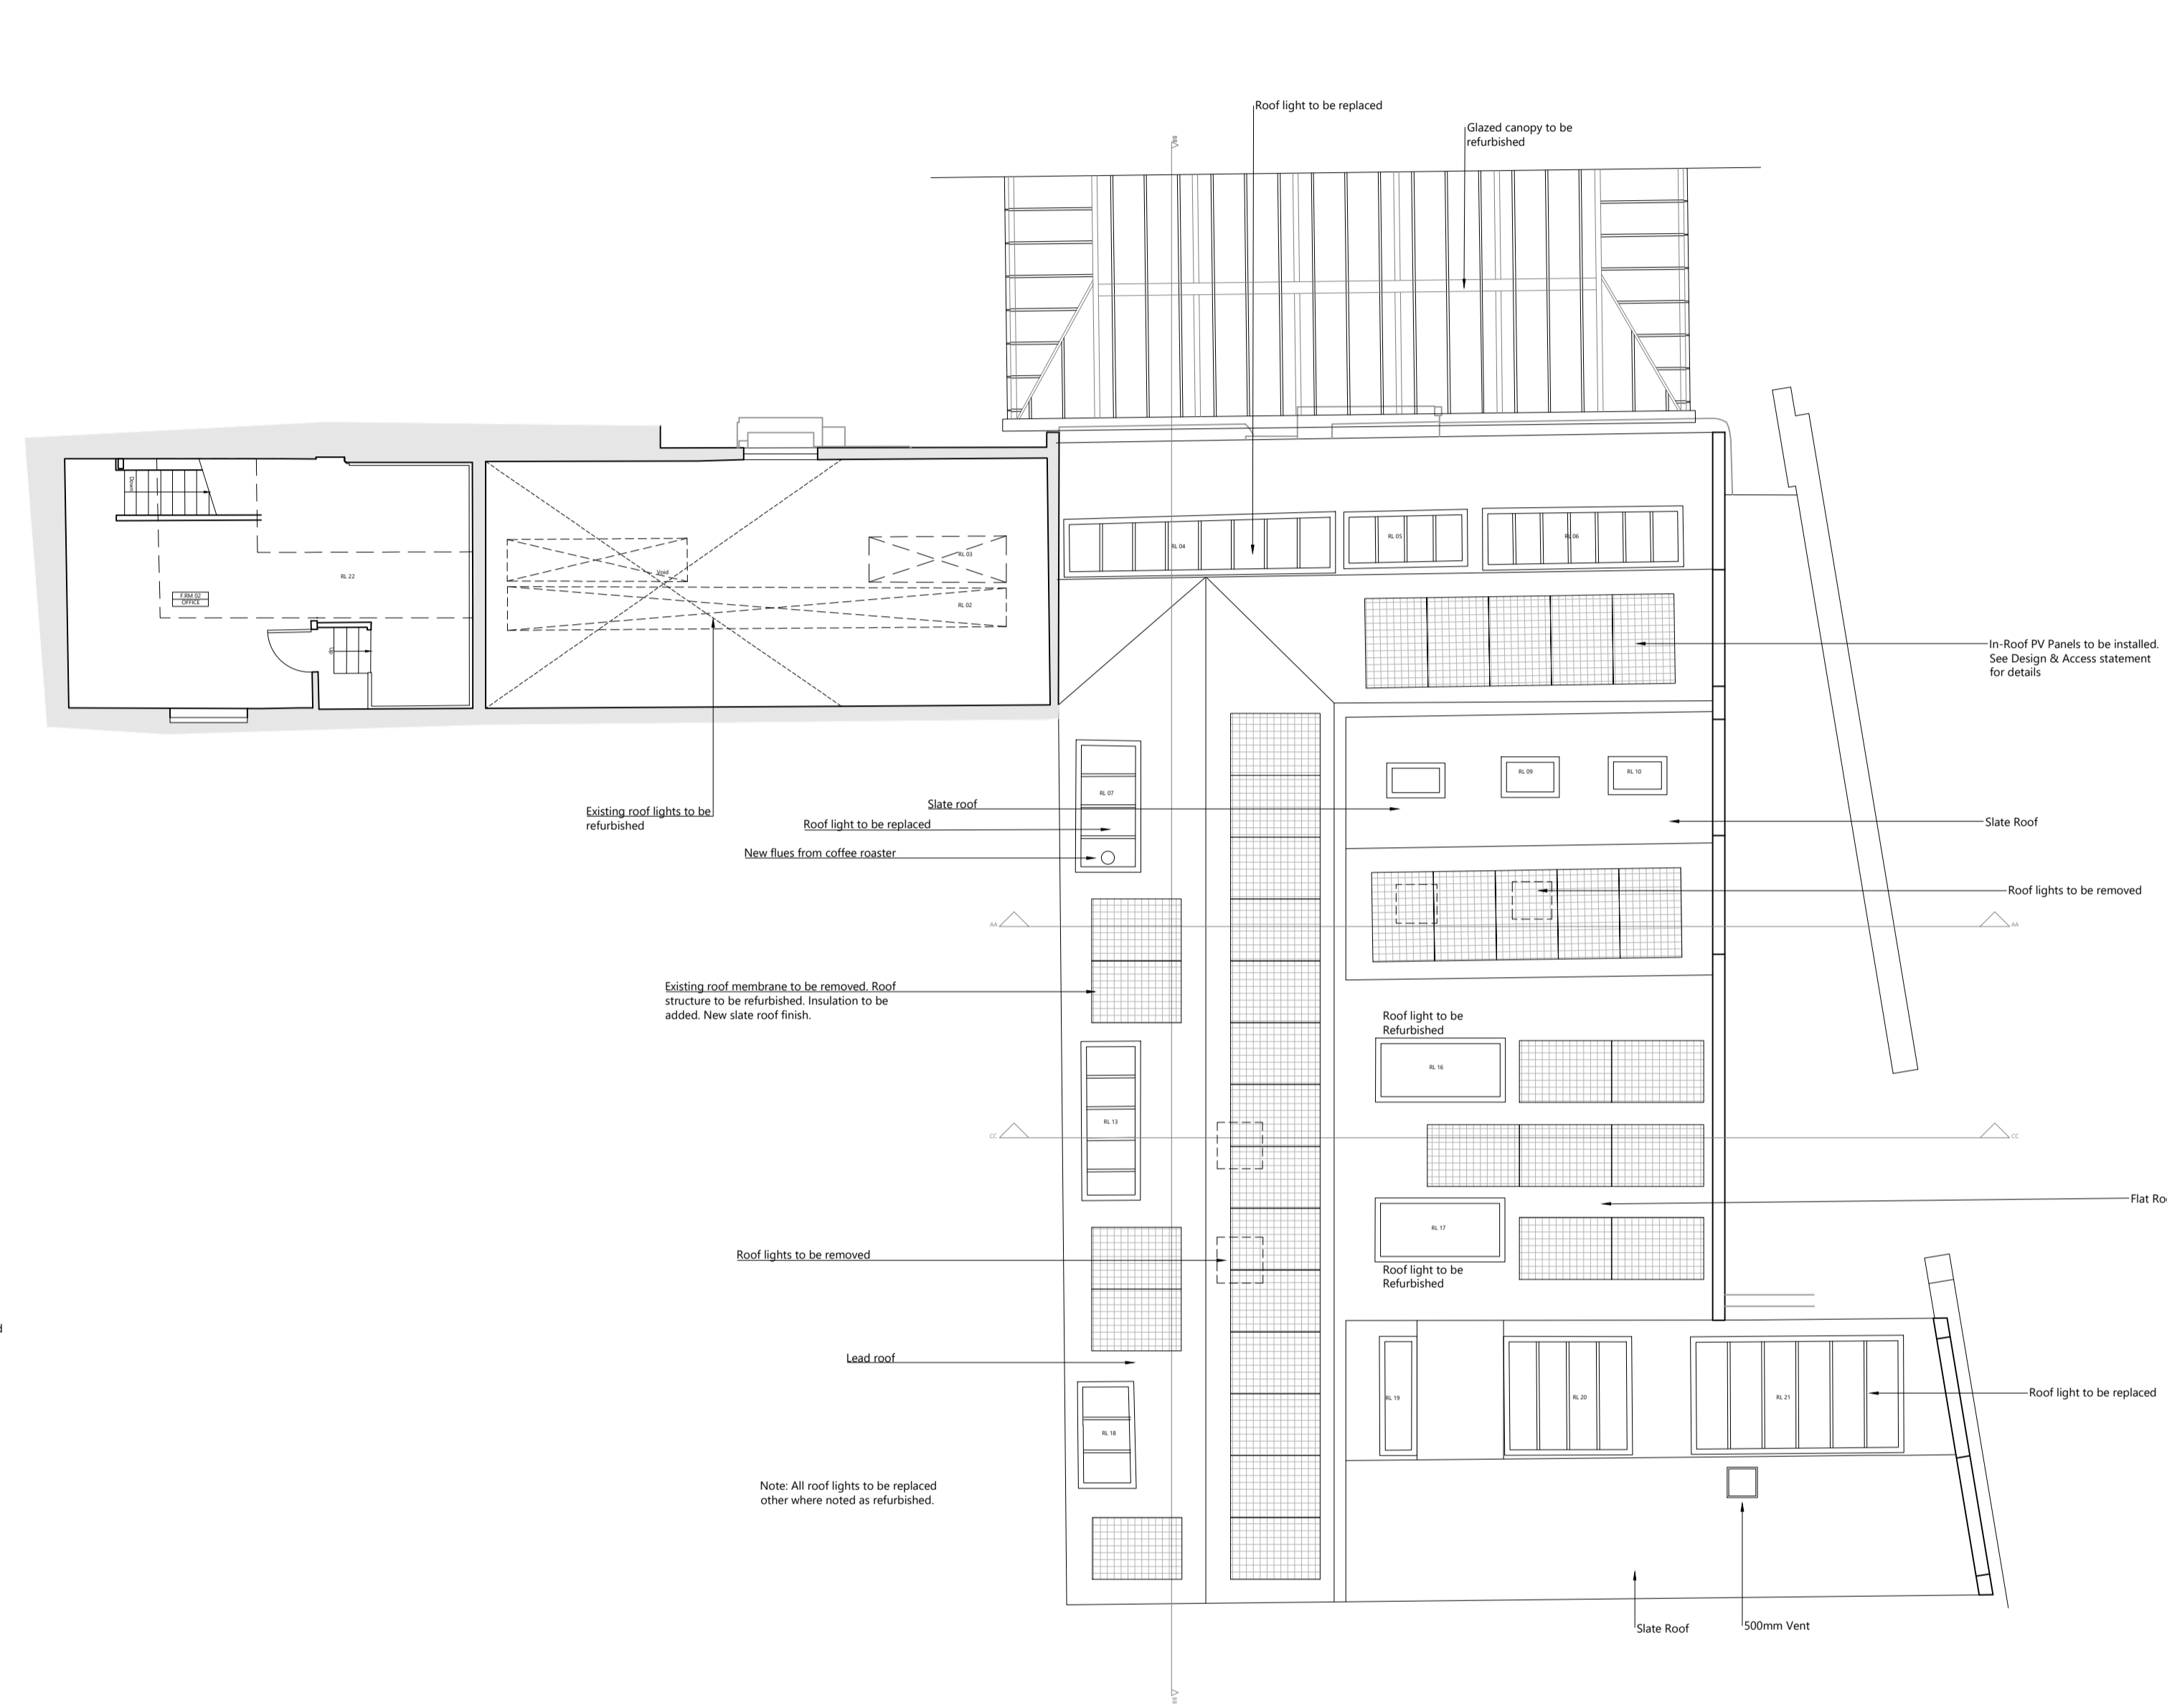 Roof light to be replaced
Glazed canopy to be
refurbished
BB
Down
RL 22
F.RM 02
OFFICE
Up
Void
RL 03
RL 02
RL 04
RL 05
RL 06
In-Roof PV Panels to be installed.
See Design & Access statement
for details
Existing roof lights to be
refurbished
Slate roof
Roof light to be replaced
New flues from coffee roaster
RL 07
RL 09
RL 10
Slate Roof
Roof lights to be removed
AA
AA
Existing roof membrane to be removed. Roof
structure to be refurbished. Insulation to be
added. New slate roof finish.
Roof light to be
Refurbished
RL 16
RL 13
CC
CC
Flat Ro
RL 17
Roof light to be
Refurbished
Roof lights to be removed
d
Lead roof
RL 18
RL 19
RL 20
RL 21
Roof light to be replaced
Note: All roof lights to be replaced
other where noted as refurbished.
Slate Roof
500mm Vent
BB